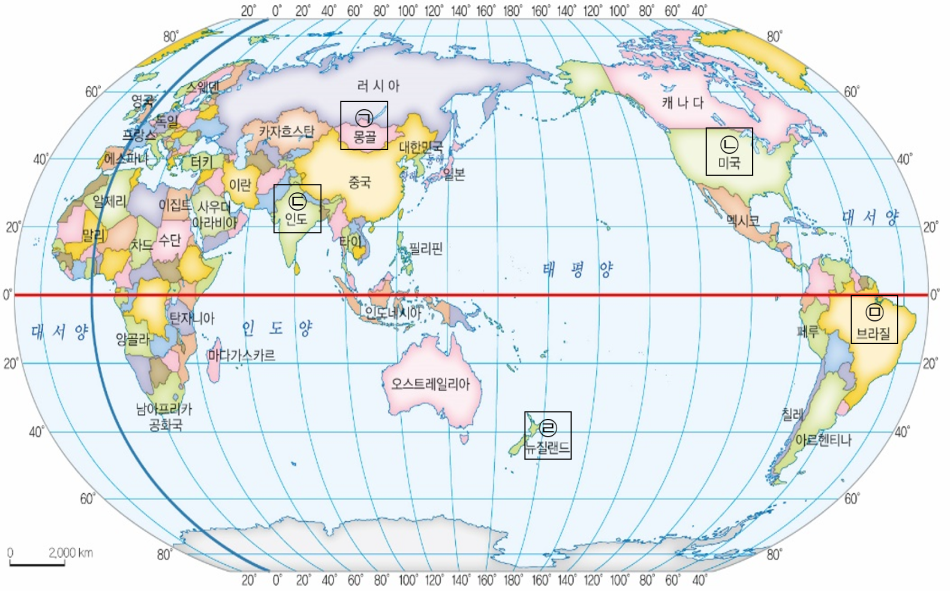 20° 0° 20° 40° 60° 80° 100° 120° 140° 160° 180° 160° 140° 120° 100° 80° 60° 40°
80° 80°
60° 러시아 60°
스웨덴 캐나다
영국
독일 ㉠
프랑스 카자흐스탄 몽골 대한민국 ㉡
에스파냐 터키 미국
40° 일본 40°
이란 중국
알제리 이집트 사우디 ㉢ 멕시코 대서양
아라비아 인도
20° 20°
말리 차드 수단 타이 필리핀
태평양
0° 0°
인도네시아 ㉤
대서양 탄자니아 인도양 페루 브라질
앙골라
마다가스카르
20° 20°
오스트레일리아
남아프리카 칠레
공화국 ㉣
40° 뉴질랜드 아르헨티나 40°
60° 60°
0 2,000 km
80° 80°
20° 0° 20° 40° 60° 80° 100° 120° 140° 160° 180° 160° 140° 120° 100° 80° 60° 40°